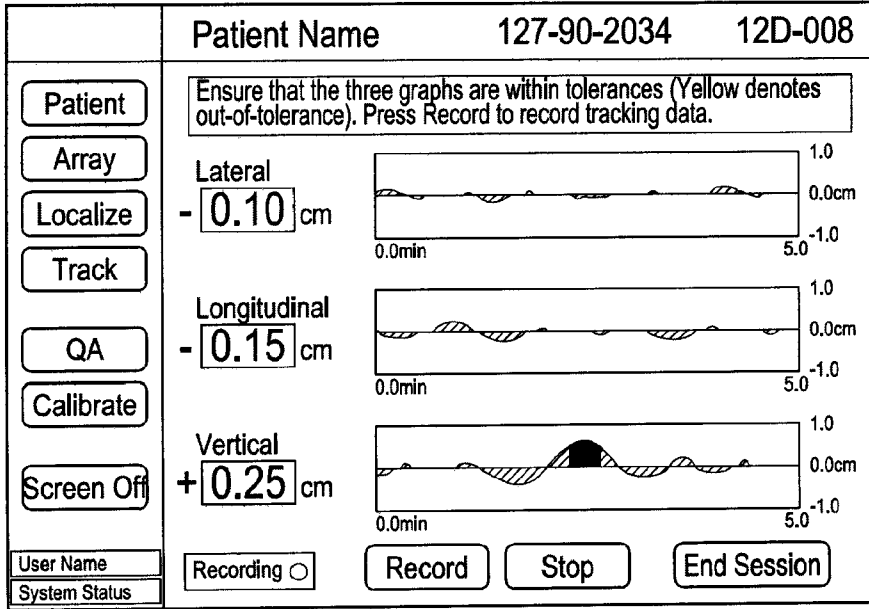 Patient Name 127-90-2034 12D-008
Patient
Array
Localize
Track
QA
Calibrate
Screen Off
User Name
System Status
Ensure that the three graphs are within tolerances (Yellow denotes
out-of-tolerance). Press Record to record tracking data.
Lateral
- 0.10 cm
1.0
0.0cm
-1.0
0.0min 5.0
Longitudinal
- 0.15 cm
1.0
0.0cm
-1.0
0.0min 5.0
Vertical
+ 0.25 cm
1.0
0.0cm
-1.0
0.0min 5.0
Recording
Record
Stop
End Session